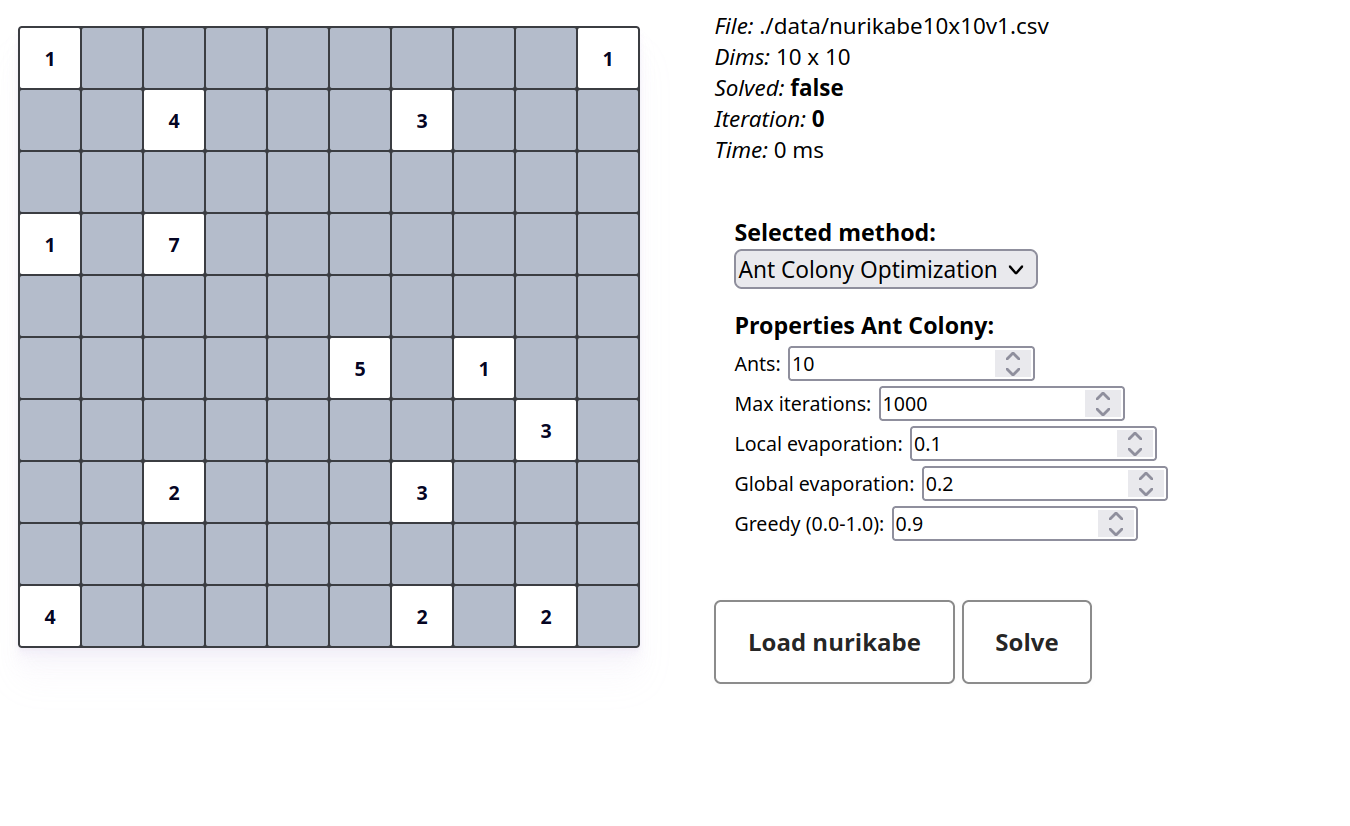 1 1
4 3
1 7
5 1
3
2 3
4 2 2
File: ./data/nurikabe10x10v1.csv
Dims: 10 x 10
Solved: false
Iteration: 0
Time: 0 ms
Selected method:
Ant Colony Optimization
Properties Ant Colony:
Ants: 10
Max iterations: 1000
Local evaporation: 0.1
Global evaporation: 0.2
Greedy (0.0-1.0): 0.9
Load nurikabe Solve